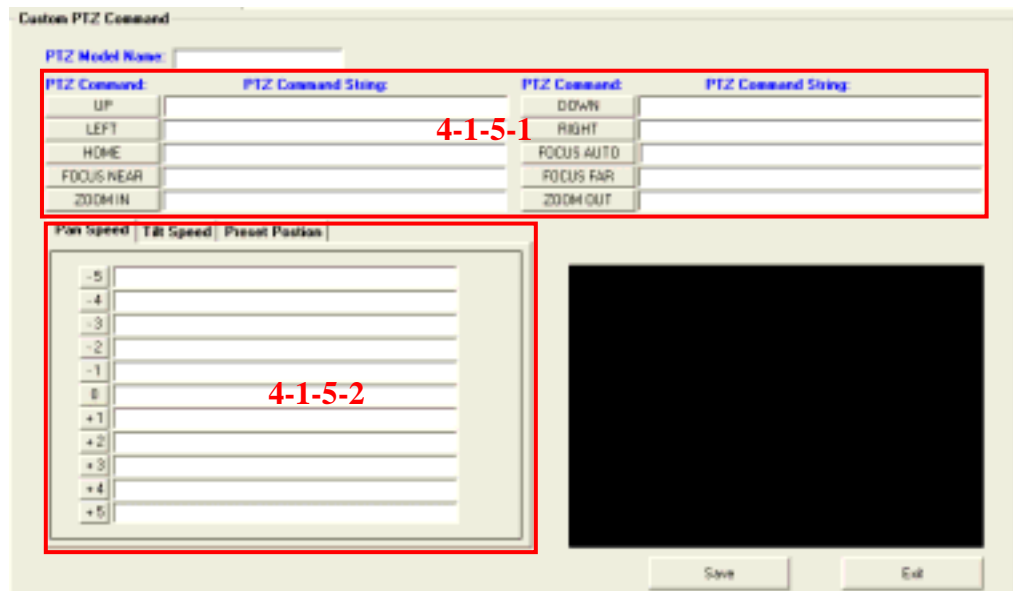 Custom PTZ Command
PTZ Model Name:
PTZ Command: PTZ Command String: PTZ Command: PTZ Command String:
UP DOWN
4-1-5-1
LEFT RIGHT
HOME FOCUS AUTO
FOCUS NEAR FOCUS FAR
ZOOM IN ZOOM OUT
Pan Speed Tilt Speed Preset Postion
-5
-4
-3
-2
-1
0
4-1-5-2
+1
+2
+3
+4
+5
Save Exit